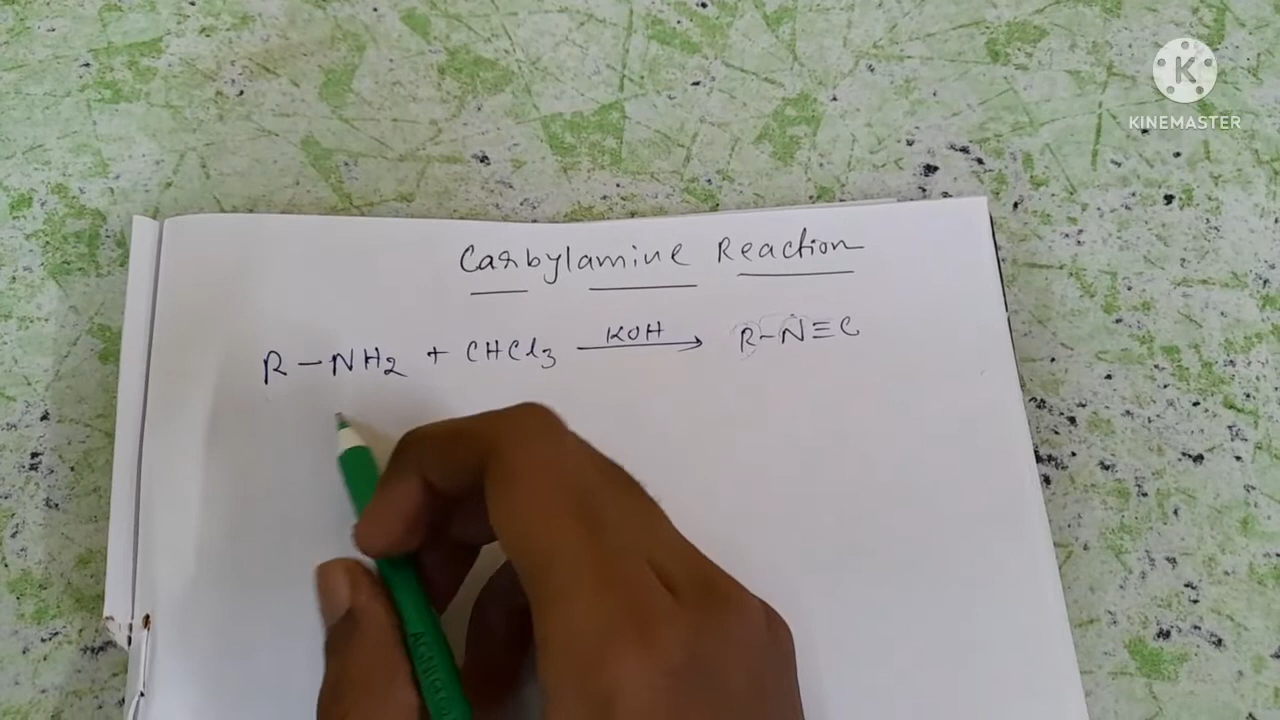 KINEMASTER
Carbylamine Reaction
R-NH2 + CHCl3 KOH→ R-N≡C